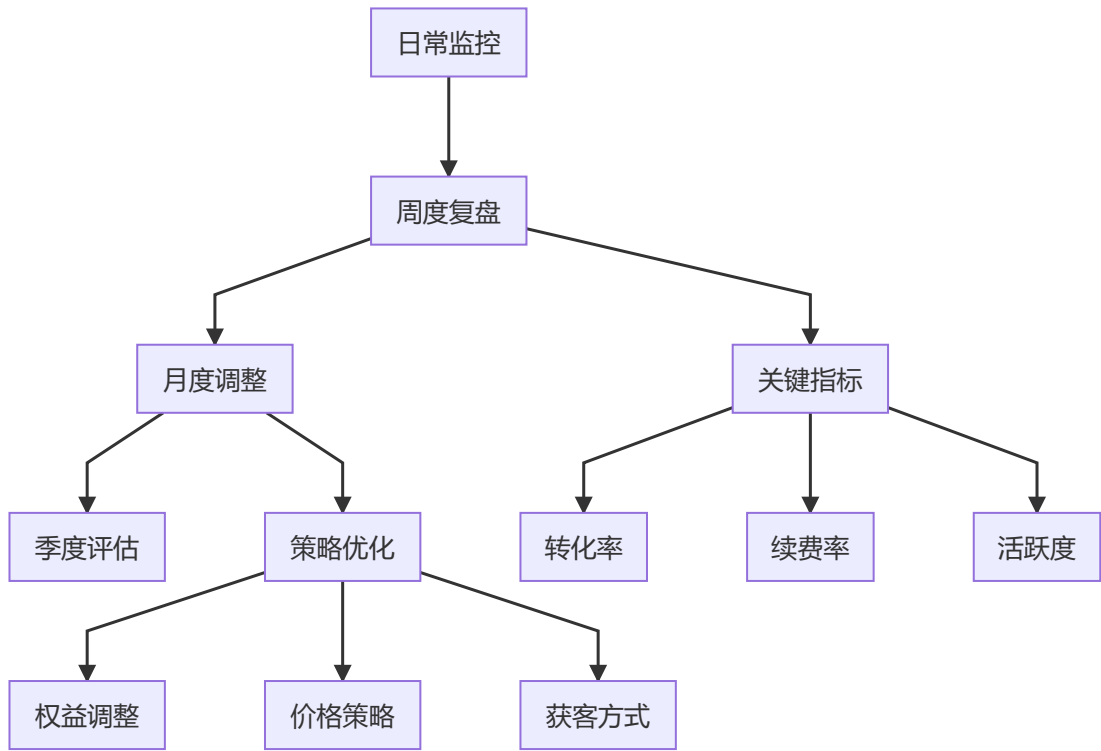 日常监控
周度复盘
月度调整
关键指标
季度评估
策略优化
转化率
续费率
活跃度
权益调整
价格策略
获客方式